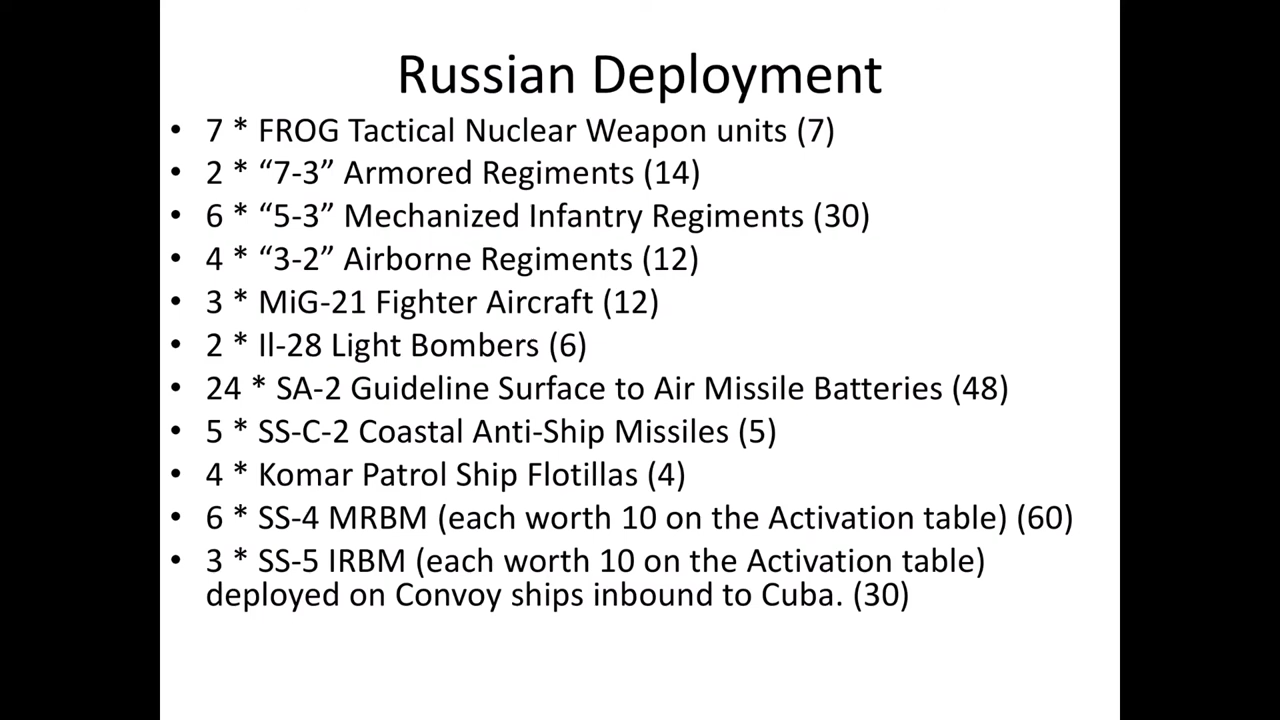 Russian Deployment
• 7 * FROG Tactical Nuclear Weapon units (7)
• 2 * “7-3” Armored Regiments (14)
• 6 * “5-3” Mechanized Infantry Regiments (30)
• 4 * “3-2” Airborne Regiments (12)
• 3 * MiG-21 Fighter Aircraft (12)
• 2 * Il-28 Light Bombers (6)
• 24 * SA-2 Guideline Surface to Air Missile Batteries (48)
• 5 * SS-C-2 Coastal Anti-Ship Missiles (5)
• 4 * Komar Patrol Ship Flotillas (4)
• 6 * SS-4 MRBM (each worth 10 on the Activation table) (60)
• 3 * SS-5 IRBM (each worth 10 on the Activation table)
deployed on Convoy ships inbound to Cuba. (30)